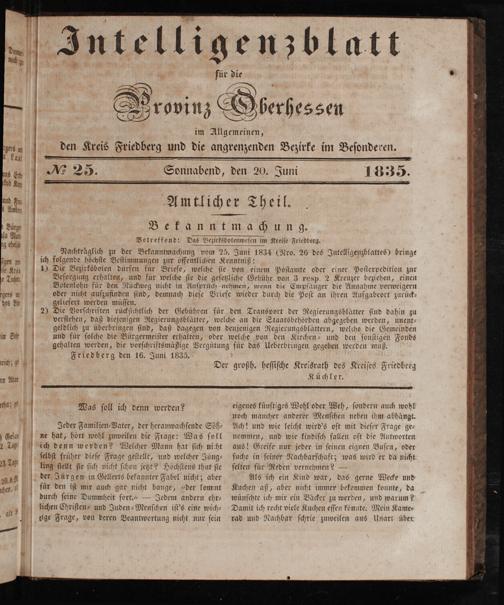 Intelligenzblatt
für die
Provinz Oberhessen
im Allgemeinen,
den Kreis Friedberg und die angrenzenden Bezirke im Besonderen.
№ 25. Sonnabend, den 20. Juni 1835.
Amtlicher Theil.
Bekanntmachung.
Betreffend: Das Bezirksbotenwesen im Kreise Friedberg.
Nachträglich zu der Bekanntmachung vom 25. Juni 1834 (Nro. 26 des Intelligenzblattes) bringe
ich folgende höchste Bestimmungen zur öffentlichen Kenntniß:
1) Die Bezirksboten dürfen für Briefe, welche sie von einem Postamte oder einer Postexpedition zur
Besorgung erhalten, und für welche sie die gesetzliche Gebühr von 3 resp. 2 Kreuzer beziehen, einen
Botenlohn für den Rückweg nicht in Anspruch nehmen, wenn die Empfänger die Annahme verweigern
oder nicht aufzufinden sind, demnach diese Briefe wieder durch die Post an ihren Aufgabeort zurück-
geliefert werden müssen.
2) Die Vorschriften rücksichtlich der Gebühren für den Transport der Regierungsblätter sind dahin zu
verstehen, daß diejenigen Regierungsblätter, welche an die Staatsbehörden abgegeben werden, unent-
geldlich zu überbringen sind, daß dagegen von denjenigen Regierungsblättern, welche die Gemeinden
und für solche die Bürgermeister erhalten, oder welche von den Kirchen- und den sonstigen Fonds
gehalten werden, die vorschriftsmäßige Vergütung für das Ueberbringen gegeben werden muß.
Friedberg den 16. Juni 1835.
Der großh. hessische Kreisrath des Kreises Friedberg
Küchler.
Was soll ich denn werden?
Jeder Familien-Vater, der heranwachsende Söh-
ne hat, hört wohl zuweilen die Frage: Was soll
ich denn werden? Welcher Mann hat sich nicht
selbst früher diese Frage gestellt, und welcher Jüng-
ling stellt sie sich nicht schon jetzt? Höchstens thut sie
der Jürgen in Gellerts bekannter Fabel nicht; aber
für den ist mir auch gar nicht bange, »der kommt
durch seine Dummheit fort.« — Jedem andern ehr-
lichen Christen- und Juden-Menschen ist's eine wich-
tige Frage, von deren Beantwortung nicht nur sein
eigenes künftiges Wohl oder Weh, sondern auch wohl
noch mancher anderer Menschen neben ihm abhängt.
Ach! und wie leicht wird's oft mit dieser Frage ge-
nommen, und wie kindisch fallen oft die Antworten
aus! Greife nur jeder in seinen eignen Busen, oder
suche in seiner Nachbarschaft; was wird er da nicht
selten für Reden vernehmen? —
Als ich ein Kind war, das gerne Wecke und
Kuchen aß, aber nicht immer bekommen konnte, da
wünschte ich mir ein Bäcker zu werden, und warum?
Damit ich recht viele Kuchen essen könnte. Mein Kame-
rad und Nachbar schrie zuweilen aus Unart über